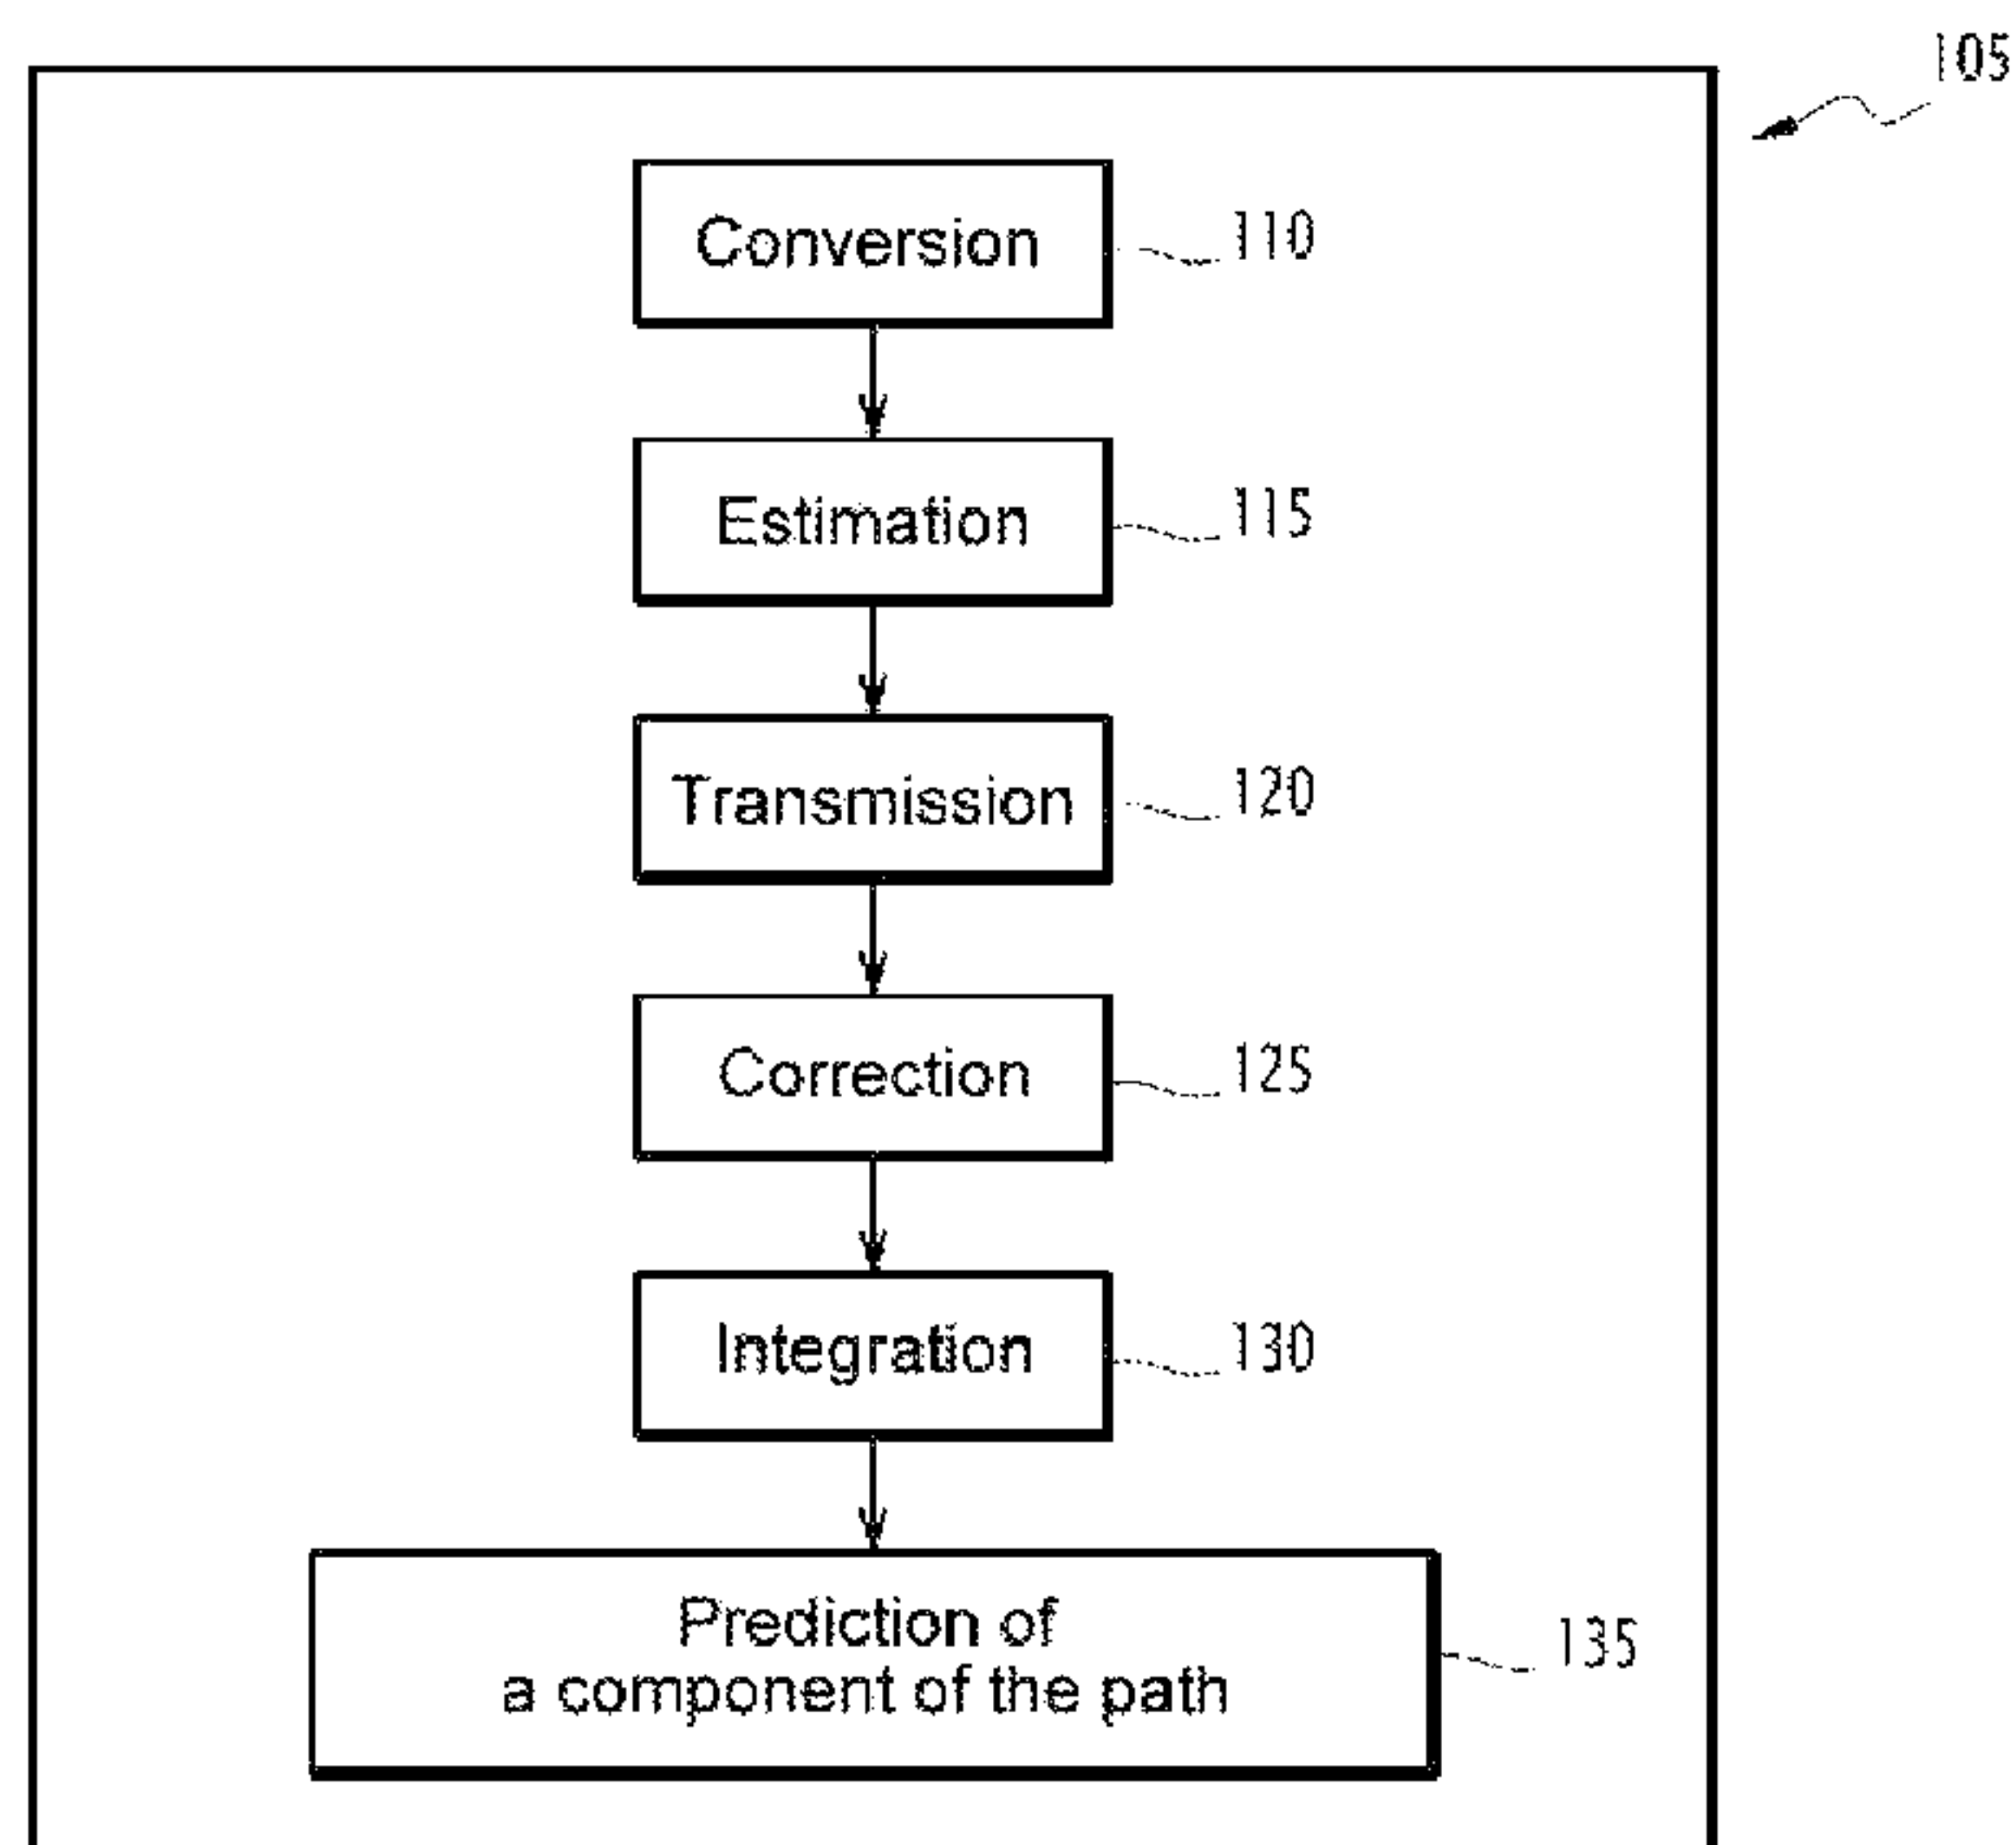 105
Conversion
110
Estimation
115
Transmission
120
Correction
125
Integration
130
Prediction of
a component of the path
135